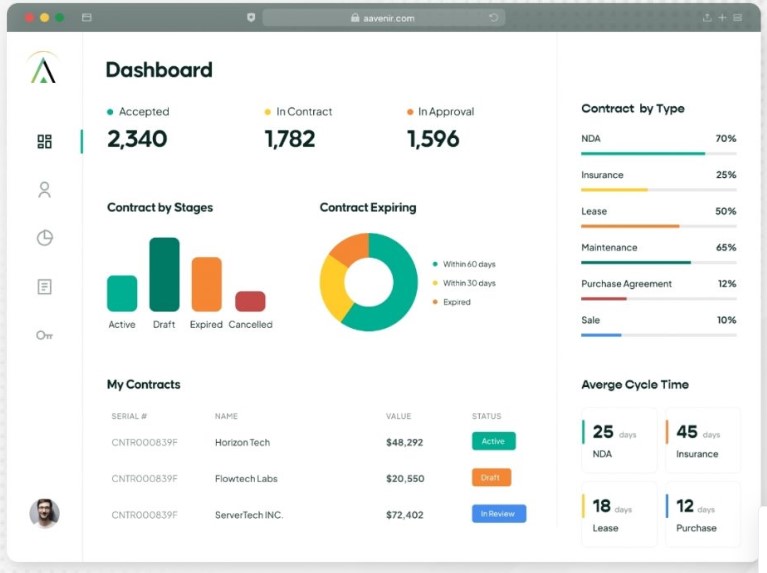 aavenir.com
Dashboard
Accepted
In Contract
In Approval
2,340
1,782
1,596
Contract by Stages
Active
Draft
Expired
Cancelled
Contract Expiring
Within 60 days
Within 30 days
Expired
My Contracts
SERIAL # NAME VALUE STATUS
CNTR000839F Horizon Tech $48,292 Active
CNTR000839F Flowtech Labs $20,550 Draft
CNTR000839F ServerTech INC. $72,402 In Review
Contract by Type
NDA 70%
Insurance 25%
Lease 50%
Maintenance 65%
Purchase Agreement 12%
Sale 10%
Averge Cycle Time
25 days
NDA
45 days
Insurance
18 days
Lease
12 days
Purchase